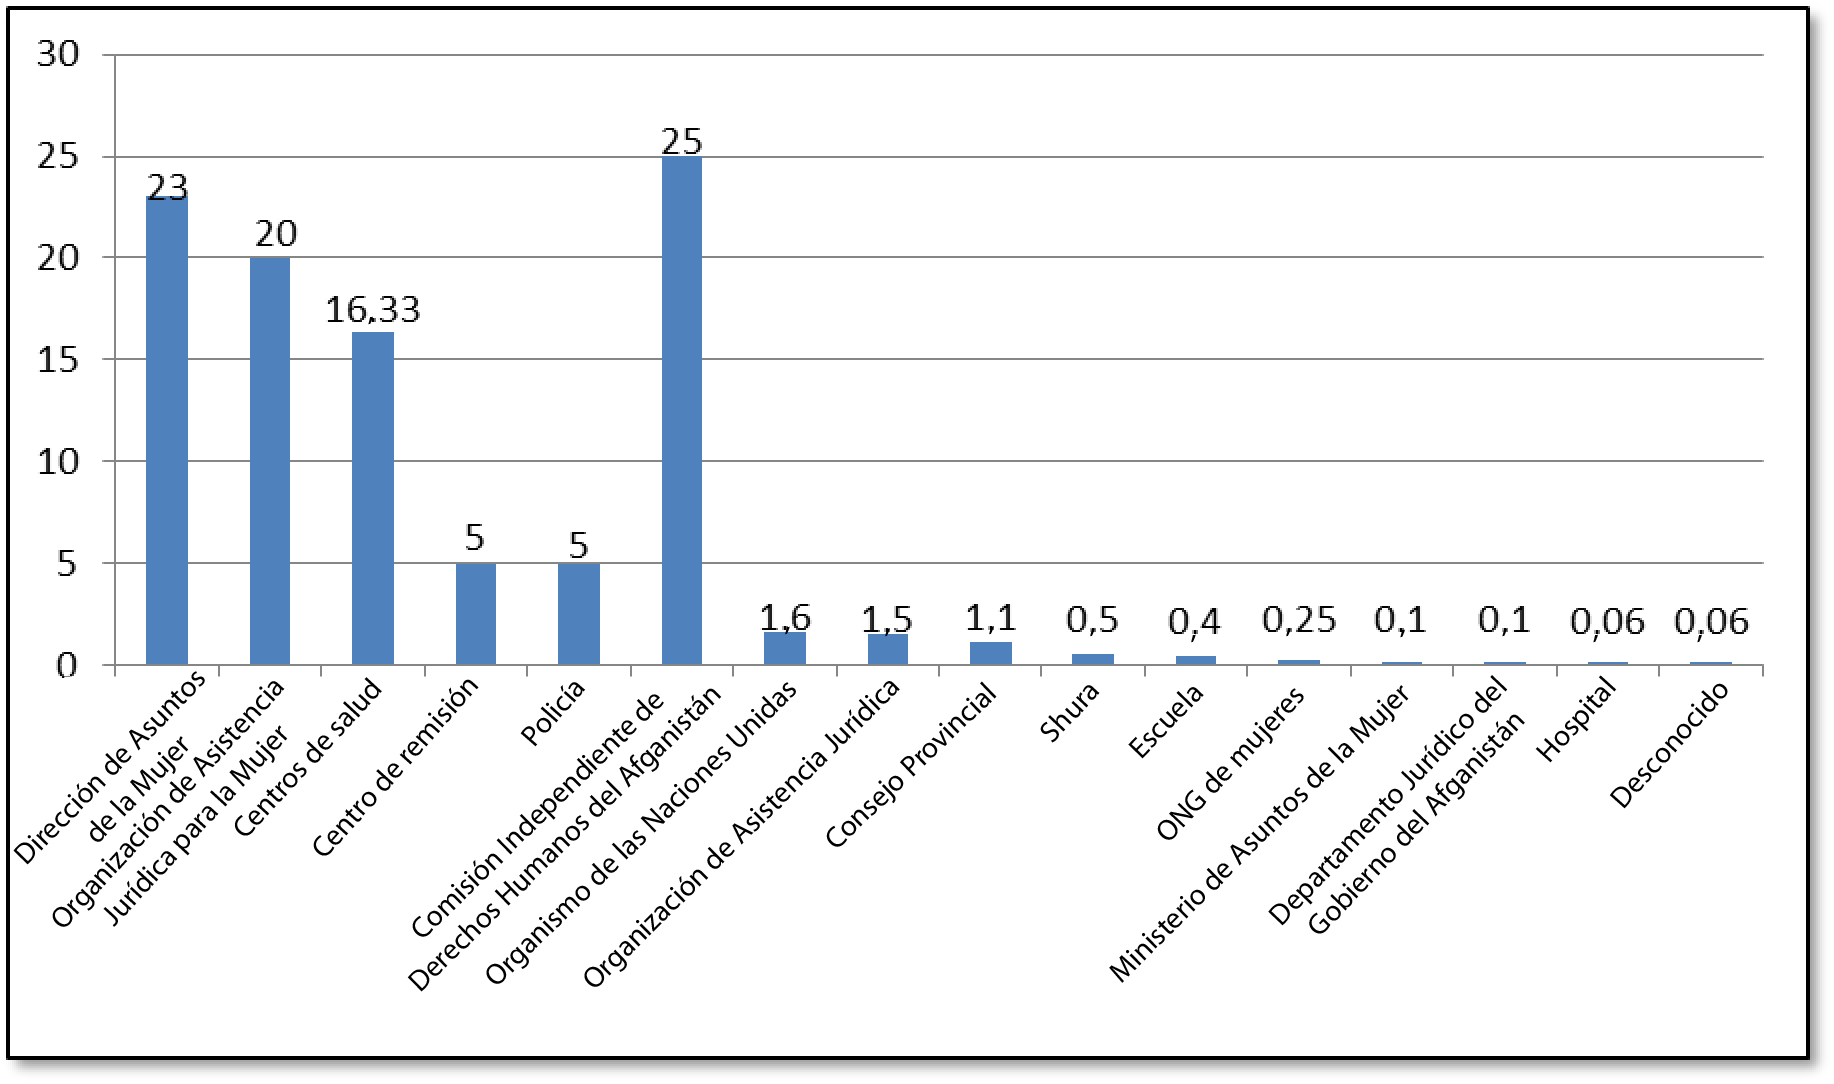 30
25
20
15
10
5
0
23
20
16,33
5
5
25
1,6
1,5
1,1
0,5
0,4
0,25
0,1
0,1
0,06
0,06
Dirección de Asuntos
de la Mujer
Organización de Asistencia
Jurídica para la Mujer
Centros de salud
Centro de remisión
Policía
Comisión Independiente de
Derechos Humanos del Afganistán
Organismo de las Naciones Unidas
Organización de Asistencia Jurídica
Consejo Provincial
Shura
Escuela
ONG de mujeres
Ministerio de Asuntos de la Mujer
Departamento Jurídico del
Gobierno del Afganistán
Hospital
Desconocido